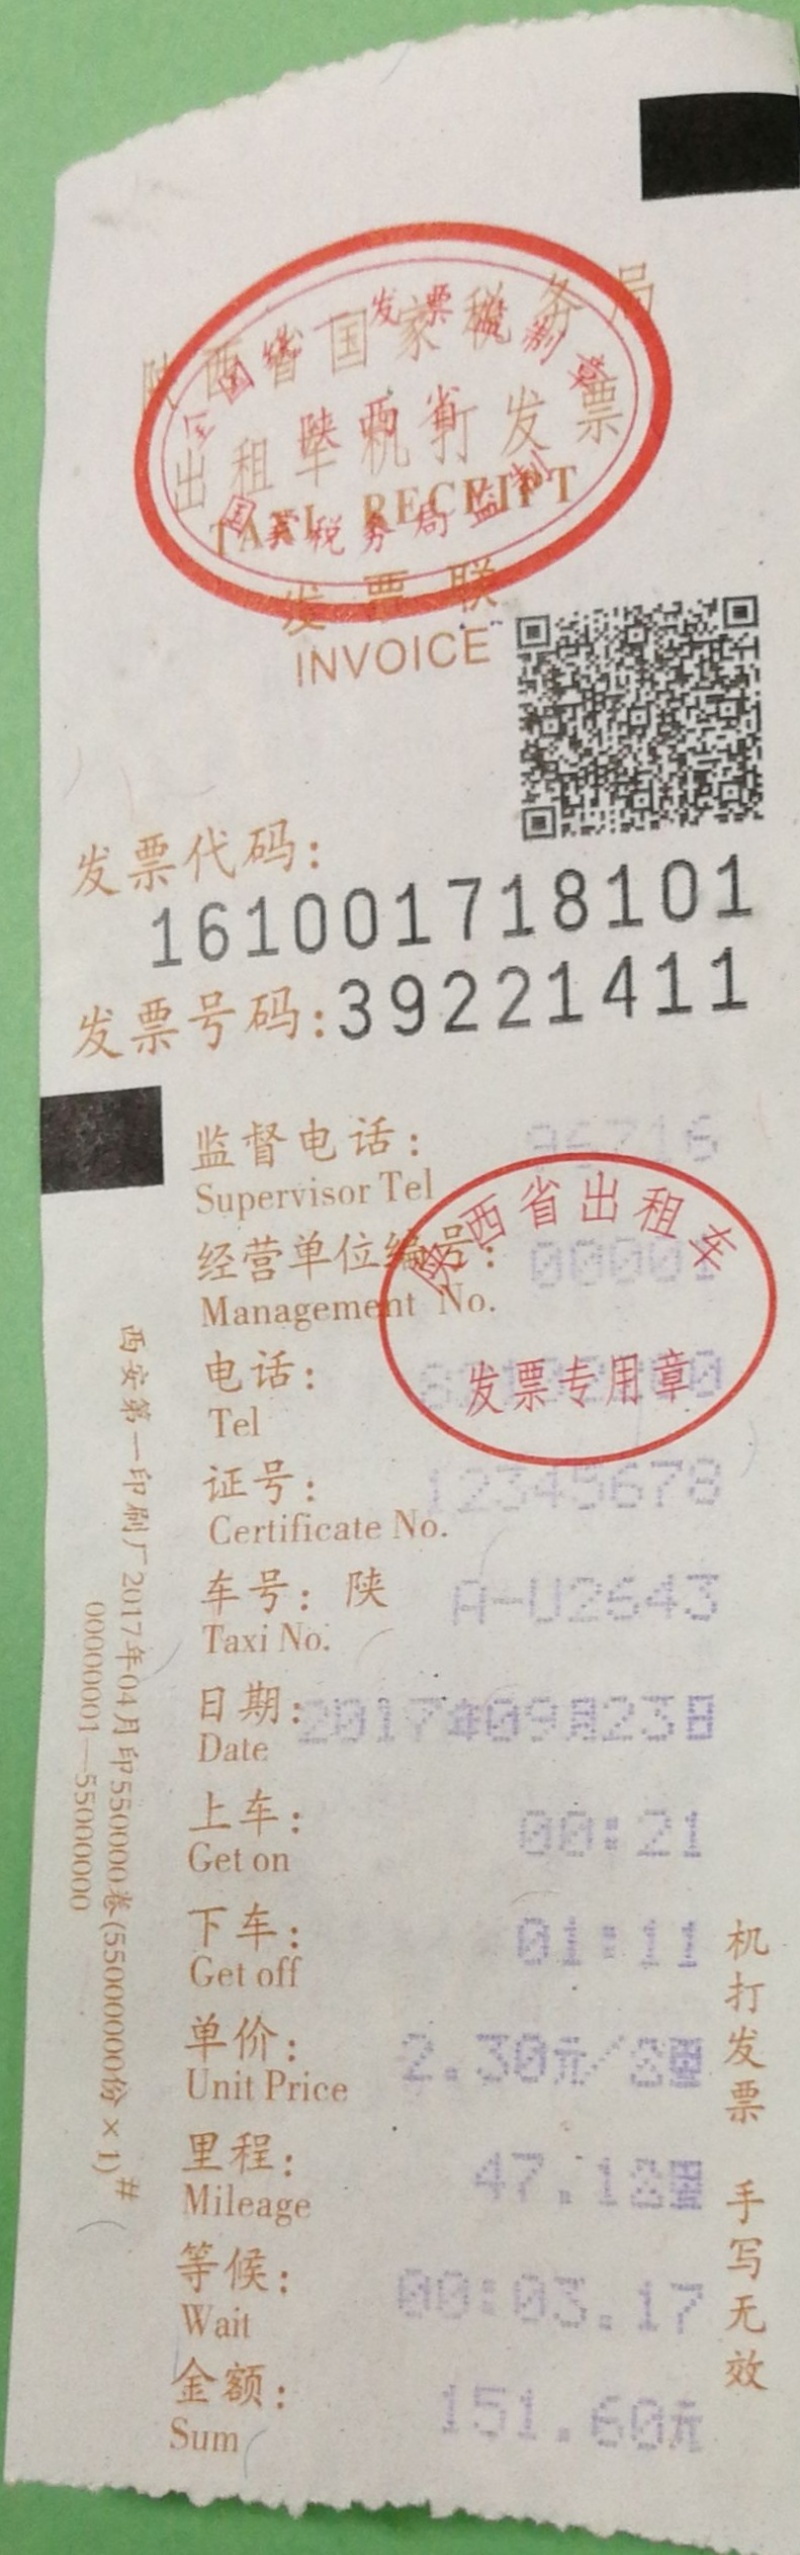 陕西省国家税务局
全国统一发票监制章
陕西省
出租车机打发票
TAXI RECEIPT
国家税务局监制
发票联
INVOICE
发票代码:
161001718101
发票号码:39221411
监督电话: 96716
Supervisor Tel
陕西省出租车
经营单位编号: 00001
Management No.
电话:
发票专用章
Tel
证号: 12345678
Certificate No.
车号: 陕 A-U2643
Taxi No.
日期:2017年09月23日
Date
上车: 00:21
Get on
下车: 01:11
Get off
单价: 2.30元/公里
Unit Price
里程: 47.1公里
Mileage
等候: 00:03.17
Wait
金额: 151.60元
Sum
机打发票 手写无效
西安第一印刷厂2017年04月印550000卷(55000000份×1)#
00000001—55000000